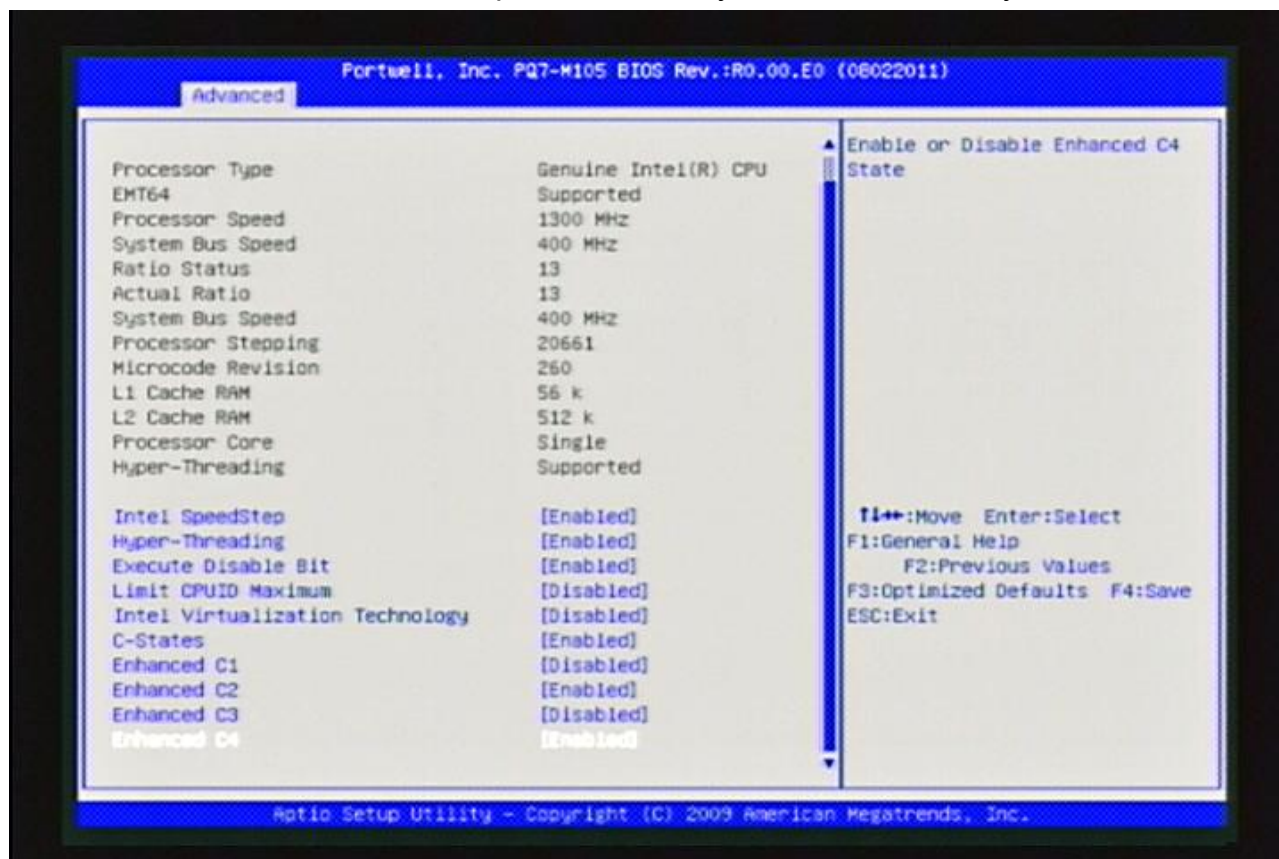 Portwell, Inc. PQ7-M105 BIOS Rev.:R0.00.E0 (08022011)
Advanced
Processor Type Genuine Intel(R) CPU
EMT64 Supported
Processor Speed 1300 MHz
System Bus Speed 400 MHz
Ratio Status 13
Actual Ratio 13
System Bus Speed 400 MHz
Processor Stepping 20661
Microcode Revision 260
L1 Cache RAM 56 k
L2 Cache RAM 512 k
Processor Core Single
Hyper-Threading Supported
Intel SpeedStep [Enabled]
Hyper-Threading [Enabled]
Execute Disable Bit [Enabled]
Limit CPUID Maximum [Disabled]
Intel Virtualization Technology [Disabled]
C-States [Enabled]
Enhanced C1 [Disabled]
Enhanced C2 [Enabled]
Enhanced C3 [Disabled]
Enhanced C4 [Enabled]
Enable or Disable Enhanced C4
State
↑↓→←:Move Enter:Select
F1:General Help
F2:Previous Values
F3:Optimized Defaults F4:Save
ESC:Exit
Aptio Setup Utility - Copyright (C) 2009 American Megatrends, Inc.